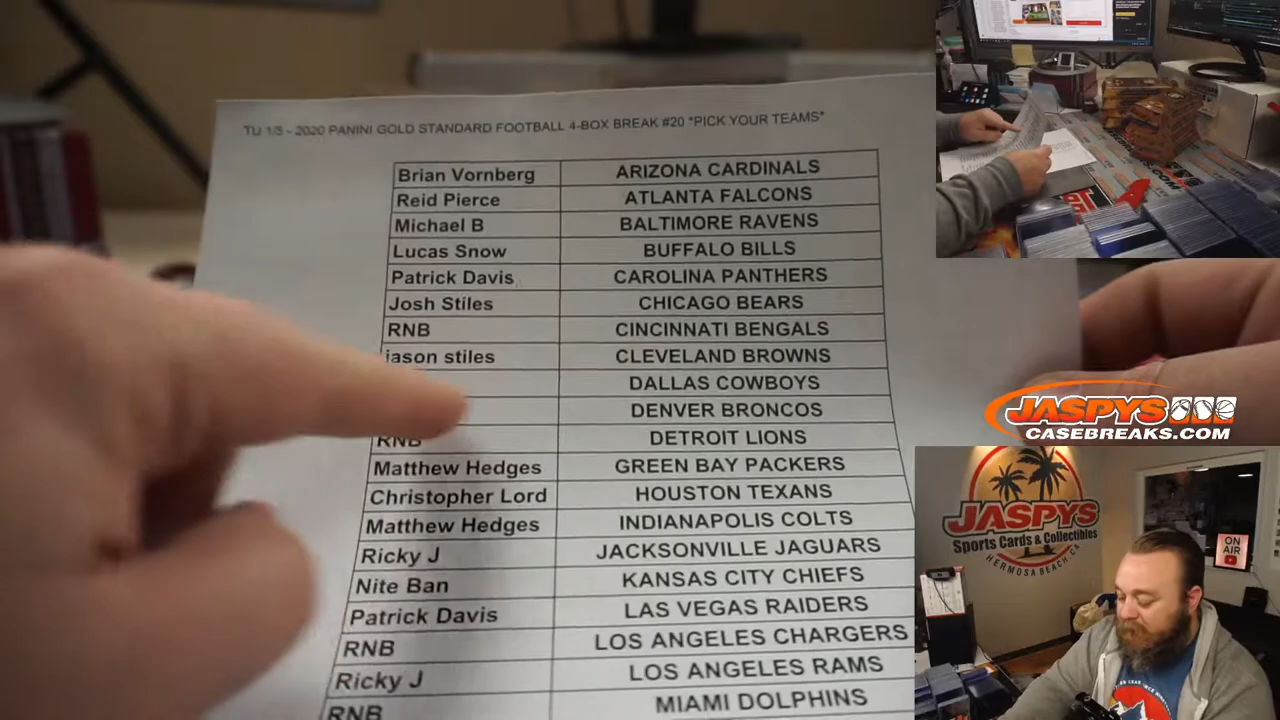 TU 1/5 - 2020 PANINI GOLD STANDARD FOOTBALL 4-BOX BREAK #20 *PICK YOUR TEAMS*
Brian Vornberg ARIZONA CARDINALS
Reid Pierce ATLANTA FALCONS
Michael B BALTIMORE RAVENS
Lucas Snow BUFFALO BILLS
Patrick Davis CAROLINA PANTHERS
Josh Stiles CHICAGO BEARS
RNB CINCINNATI BENGALS
jason stiles CLEVELAND BROWNS
DALLAS COWBOYS
DENVER BRONCOS
RNB DETROIT LIONS
Matthew Hedges GREEN BAY PACKERS
Christopher Lord HOUSTON TEXANS
Matthew Hedges INDIANAPOLIS COLTS
Ricky J JACKSONVILLE JAGUARS
Nite Ban KANSAS CITY CHIEFS
Patrick Davis LAS VEGAS RAIDERS
RNB LOS ANGELES CHARGERS
Ricky J LOS ANGELES RAMS
RNB MIAMI DOLPHINS
JASPYS
CASEBREAKS.COM
JASPYS
Sports Cards & Collectibles
HERMOSA BEACH, CA
ON
AIR